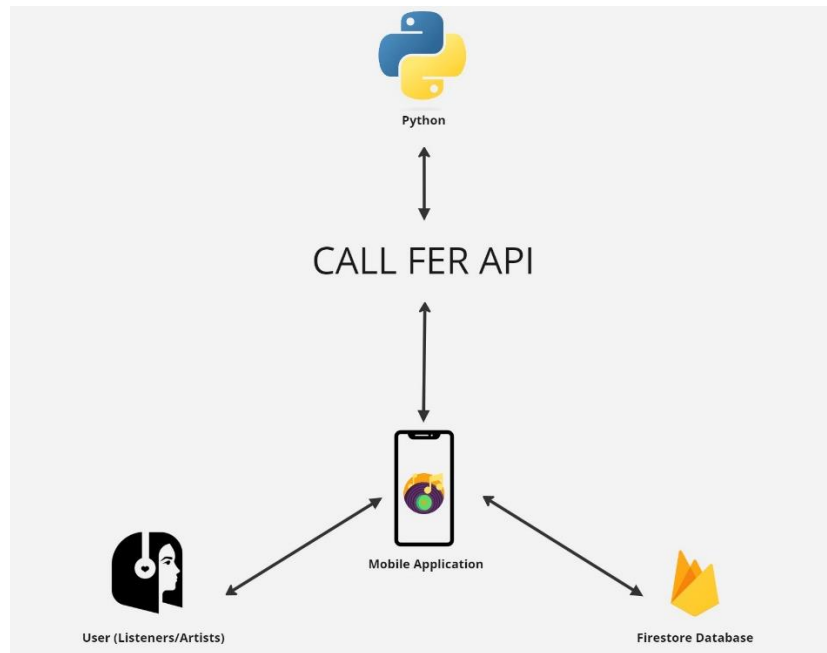 Python
CALL FER API
Mobile Application
User (Listeners/Artists)
Firestore Database